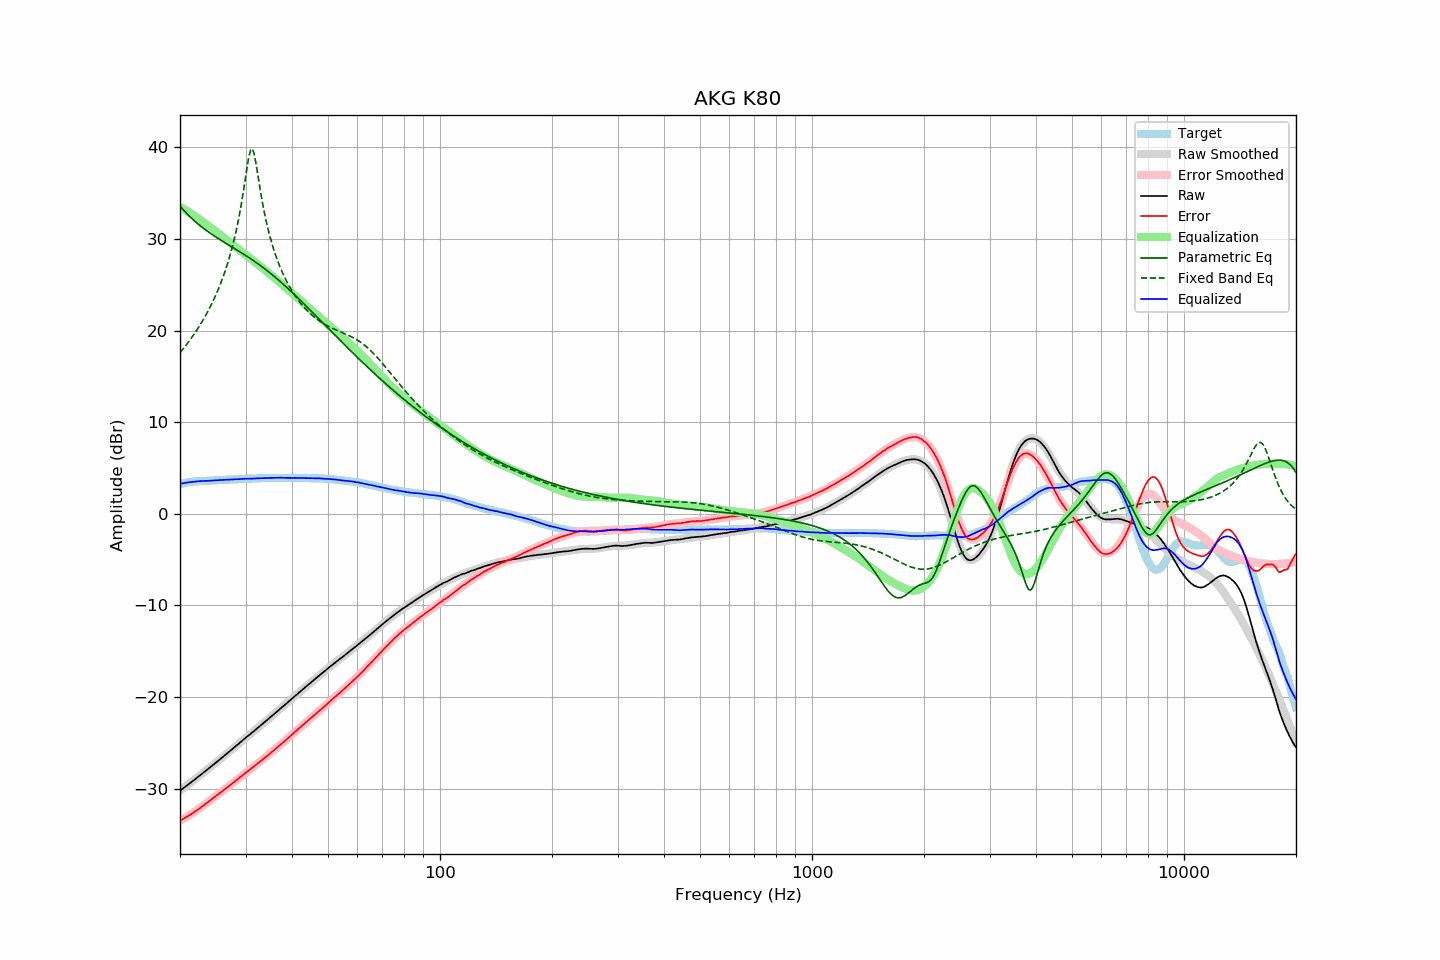 AKG K80
Amplitude (dBr)
40
30
20
10
0
−10
−20
−30
Target
Raw Smoothed
Error Smoothed
Raw
Error
Equalization
Parametric Eq
Fixed Band Eq
Equalized
100 1000 10000
Frequency (Hz)